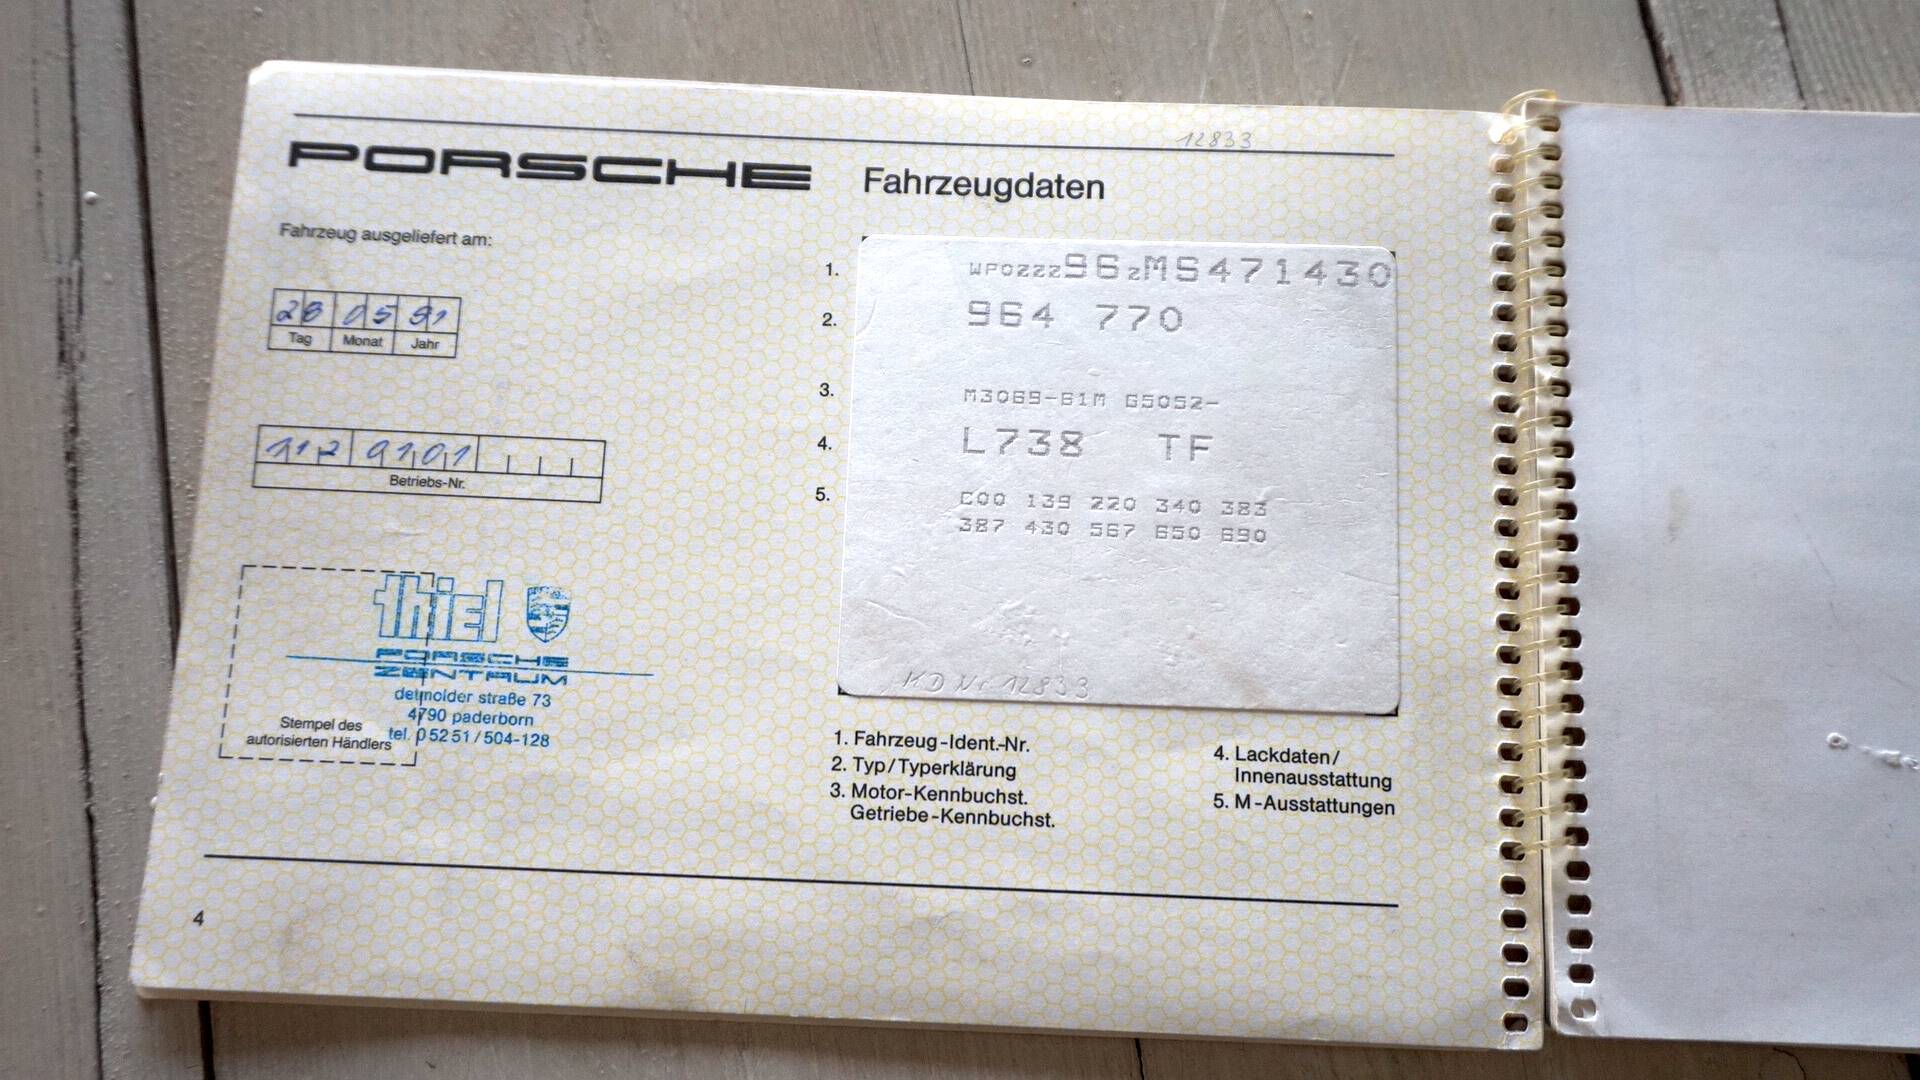 12833
PORSCHE Fahrzeugdaten
Fahrzeug ausgeliefert am:
28 05 91
Tag Monat Jahr
112 0101
Betriebs-Nr.
thiel
PORSCHE
ZENTRUM
detmolder straße 73
4790 paderborn
tel. 05251/504-128
Stempel des
autorisierten Händlers
1. WP0ZZZ96ZMS471430
2. 964 770
3. M3069-61M G5052-
4. L738 TF
5. C00 139 220 340 383
387 430 567 650 690
KD Nr 12833
1. Fahrzeug-Ident.-Nr.
2. Typ/Typerklärung
3. Motor-Kennbuchst.
Getriebe-Kennbuchst.
4. Lackdaten/
Innenausstattung
5. M-Ausstattungen
4